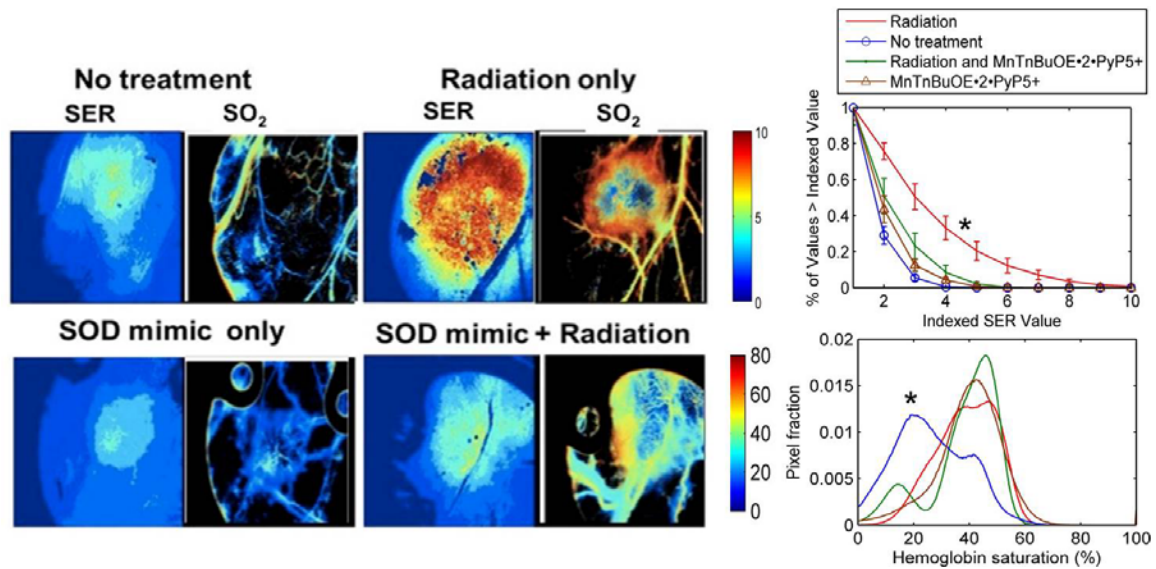 No treatment
SER SO₂
Radiation only
SER SO₂
10
5
0
SOD mimic only
SOD mimic + Radiation
80
60
40
20
0
Radiation
No treatment
Radiation and MnTnBuOE•2•PyP5+
MnTnBuOE•2•PyP5+
% of Values > Indexed Value
1
0.8
0.6
0.4
0.2
0
*
2 4 6 8 10
Indexed SER Value
Pixel fraction
0.02
0.015
0.01
0.005
0
*
0 20 40 60 80 100
Hemoglobin saturation (%)